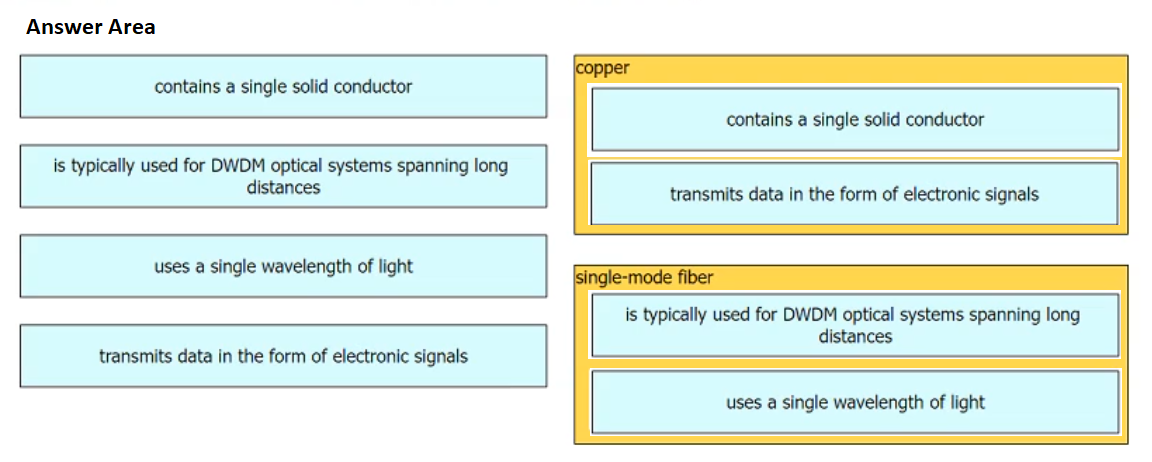 Answer Area
contains a single solid conductor
is typically used for DWDM optical systems spanning long
distances
uses a single wavelength of light
transmits data in the form of electronic signals
copper
contains a single solid conductor
transmits data in the form of electronic signals
single-mode fiber
is typically used for DWDM optical systems spanning long
distances
uses a single wavelength of light